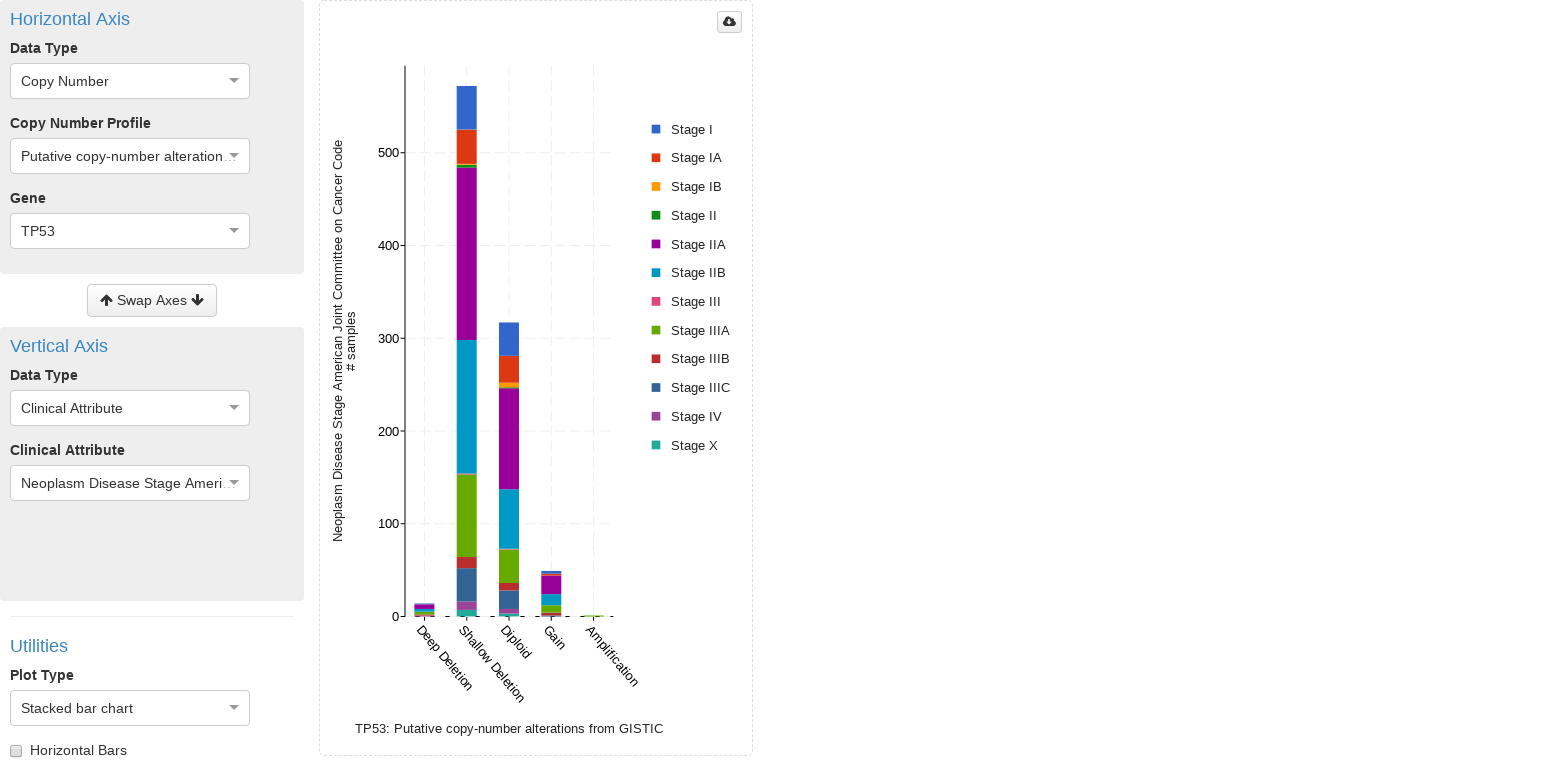 Horizontal Axis
Data Type
Copy Number
Copy Number Profile
Putative copy-number alteration…
Gene
TP53
Swap Axes
Vertical Axis
Data Type
Clinical Attribute
Clinical Attribute
Neoplasm Disease Stage Ameri…
Utilities
Plot Type
Stacked bar chart
Horizontal Bars
Neoplasm Disease Stage American Joint Committee on Cancer Code
# samples
500
400
300
200
100
0
Deep Deletion
Shallow Deletion
Diploid
Gain
Amplification
TP53: Putative copy-number alterations from GISTIC
Stage I
Stage IA
Stage IB
Stage II
Stage IIA
Stage IIB
Stage III
Stage IIIA
Stage IIIB
Stage IIIC
Stage IV
Stage X